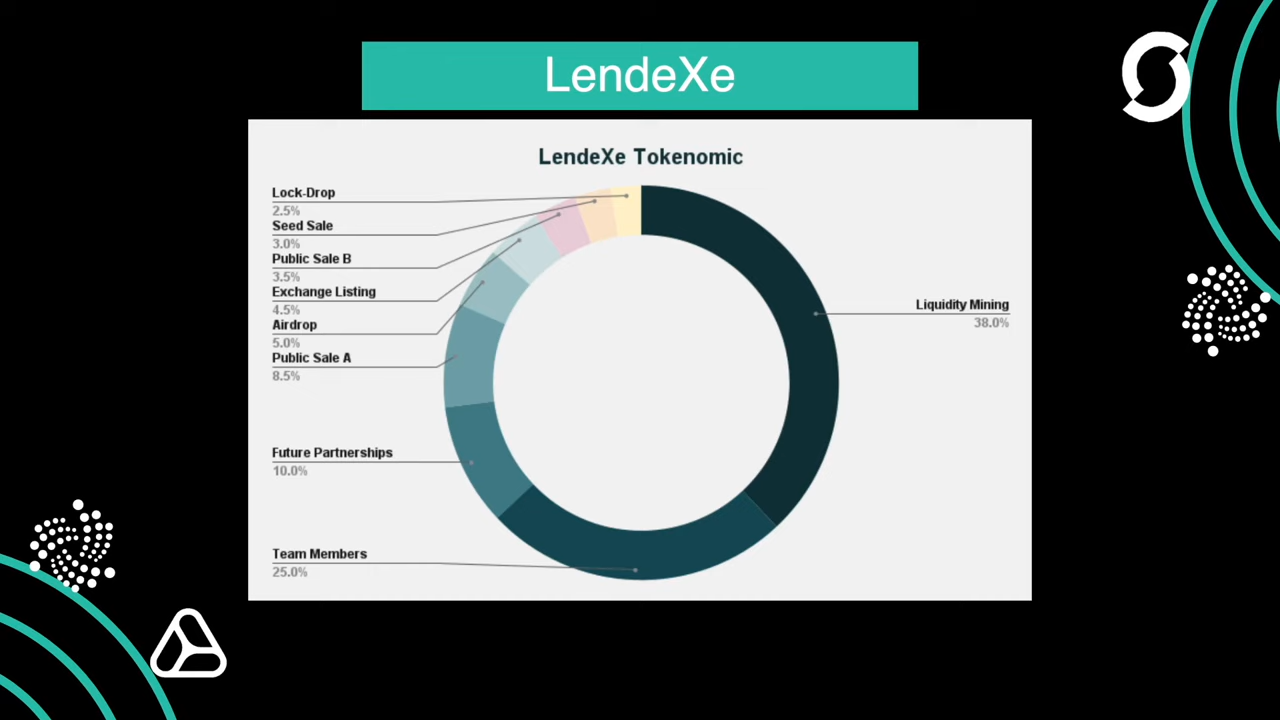 LendeXe
LendeXe Tokenomic
Lock-Drop
2.5%
Seed Sale
3.0%
Public Sale B
3.5%
Exchange Listing
4.5%
Airdrop
5.0%
Public Sale A
8.5%
Future Partnerships
10.0%
Team Members
25.0%
Liquidity Mining
38.0%